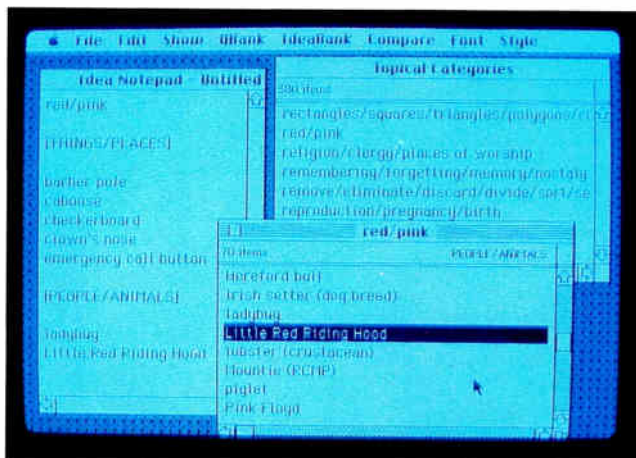 File Edit Show QBank IdeaBank Compare Font Style
Idea Notepad - Untitled
red/pink
[THINGS/PLACES]
barber pole
caboose
checkerboard
clown's nose
emergency call button
[PEOPLE/ANIMALS]
ladybug
Little Red Riding Hood
Topical Categories
items
rectangles/squares/triangles/polygons/
red/pink
religion/clergy/places of worship
remembering/forgetting/memory/nostalg
remove/eliminate/discard/divide/sort/se
reproduction/pregnancy/birth
red/pink
70 items PEOPLE/ANIMALS
Hereford bull
Irish setter (dog breed)
ladybug
Little Red Riding Hood
lobster (crustacean)
Mountie (RCMP)
piglet
Pink Floyd